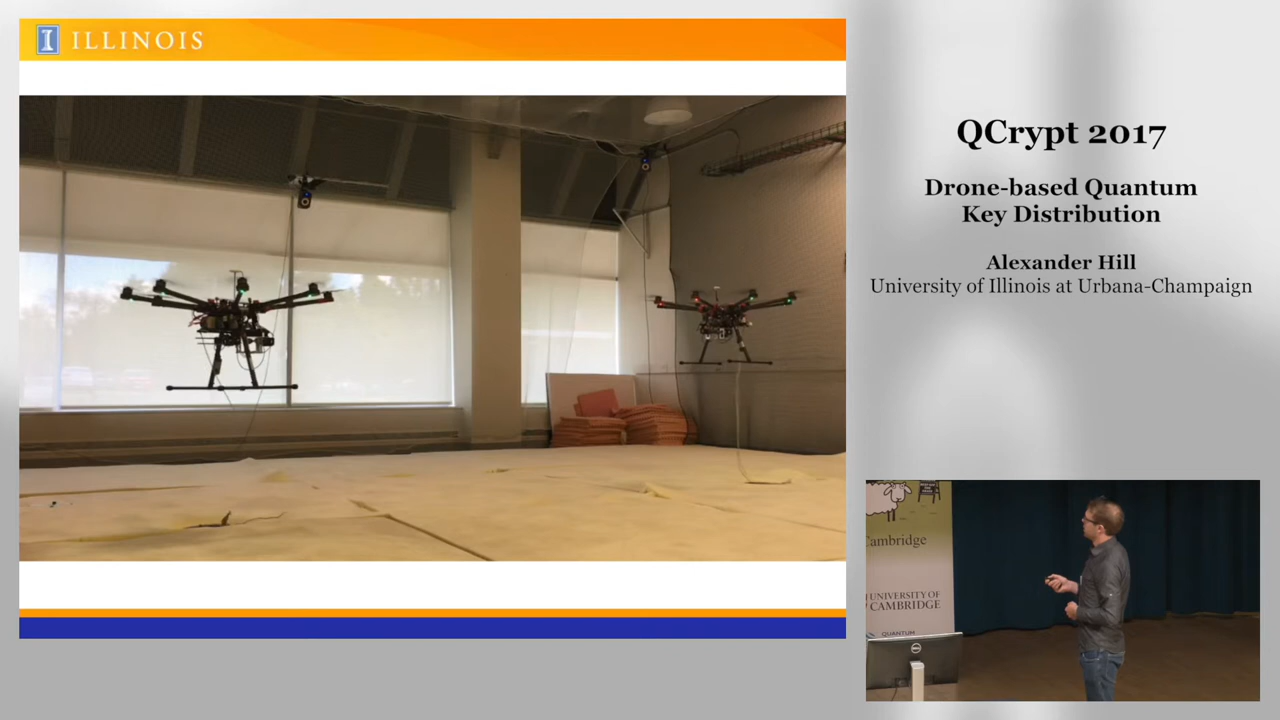 ILLINOIS
QCrypt 2017
Drone-based Quantum
Key Distribution
Alexander Hill
University of Illinois at Urbana-Champaign
Cambridge
UNIVERSITY OF
CAMBRIDGE
QUANTUM
DELL